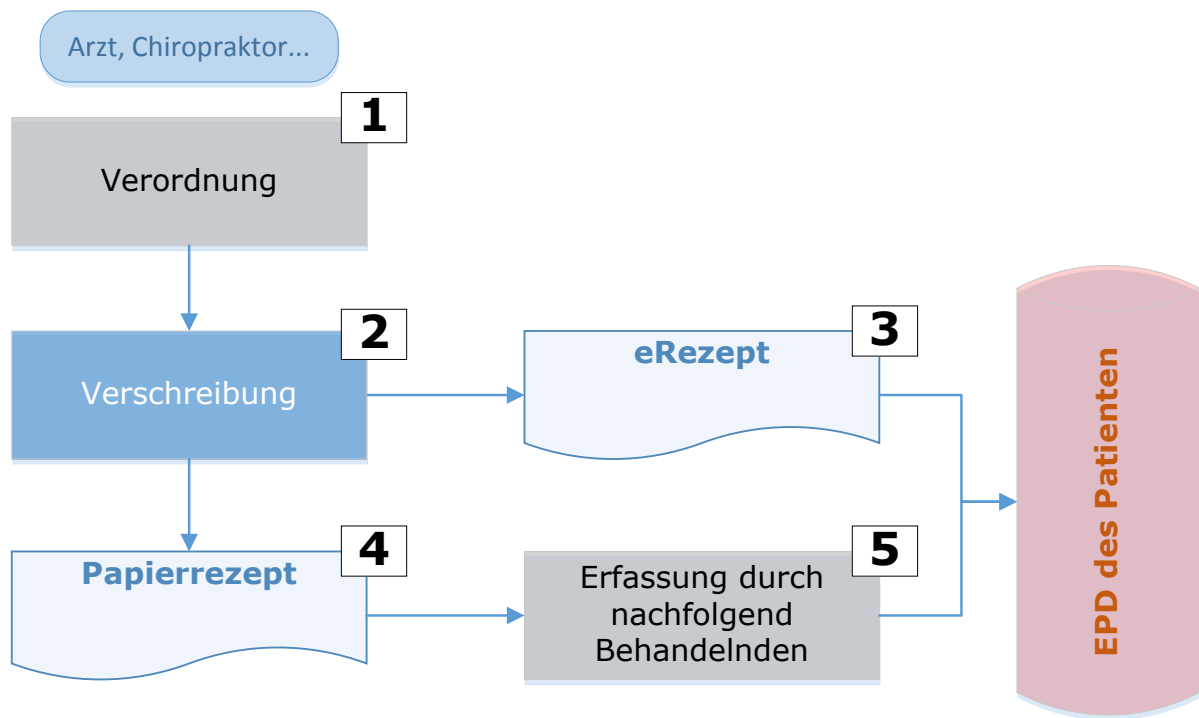 Arzt, Chiropraktor...
1
Verordnung
2
Verschreibung
3
eRezept
4
Papierrezept
5
Erfassung durch
nachfolgend
Behandelnden
EPD des Patienten